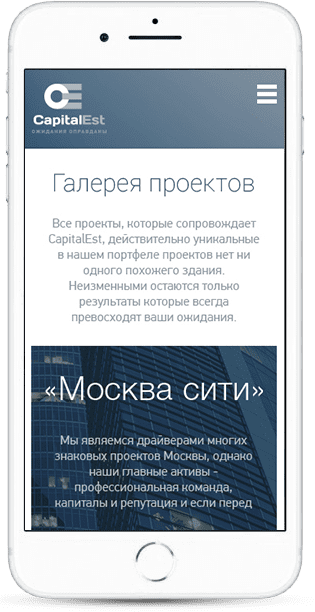 CapitalEst
ОЖИДАНИЯ ОПРАВДАНЫ
Галерея проектов
Все проекты, которые сопровождает
CapitalEst, действительно уникальные
в нашем портфеле проектов нет ни
одного похожего здания.
Неизменными остаются только
результаты которые всегда
превосходят ваши ожидания.
«Москва сити»
Мы являемся драйверами многих
знаковых проектов Москвы, однако
наши главные активы -
профессиональная команда,
капиталы и репутация и если перед